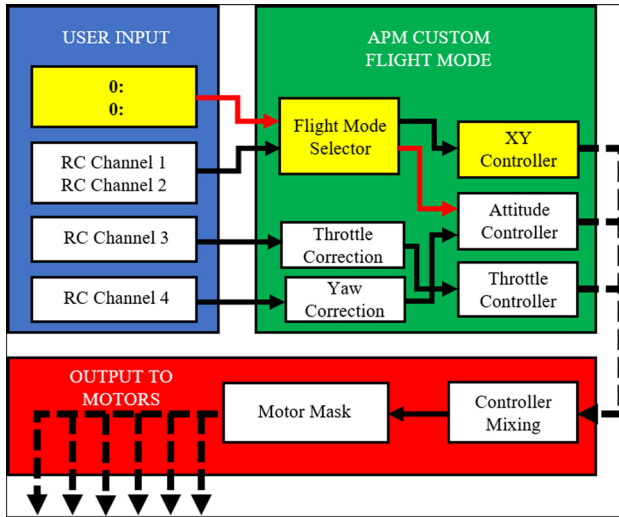 USER INPUT
0:
0:
RC Channel 1
RC Channel 2
RC Channel 3
RC Channel 4
APM CUSTOM
FLIGHT MODE
Flight Mode
Selector
XY
Controller
Attitude
Controller
Throttle
Correction
Yaw
Correction
Throttle
Controller
OUTPUT TO
MOTORS
Motor Mask
Controller
Mixing